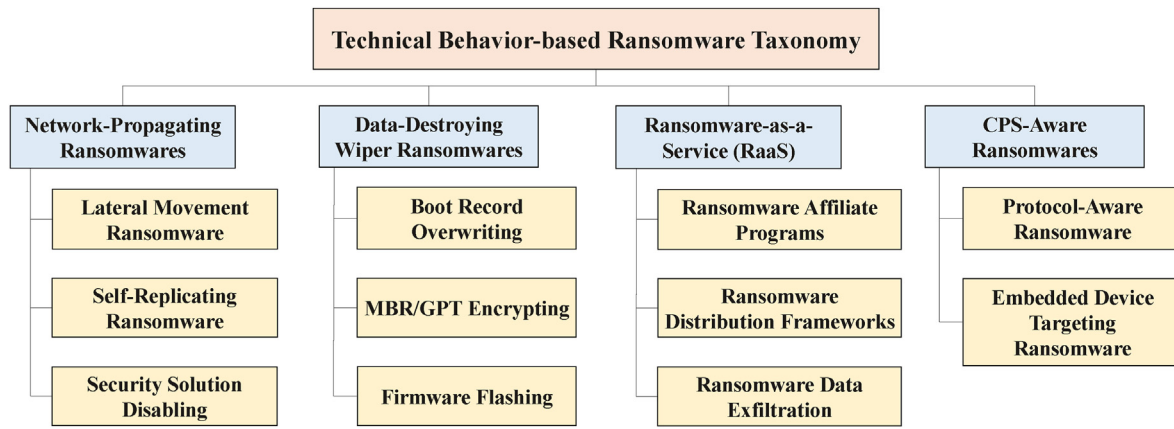 Technical Behavior-based Ransomware Taxonomy
Network-Propagating
Ransomwares
Lateral Movement
Ransomware
Self-Replicating
Ransomware
Security Solution
Disabling
Data-Destroying
Wiper Ransomwares
Boot Record
Overwriting
MBR/GPT Encrypting
Firmware Flashing
Ransomware-as-a-
Service (RaaS)
Ransomware Affiliate
Programs
Ransomware
Distribution Frameworks
Ransomware Data
Exfiltration
CPS-Aware
Ransomwares
Protocol-Aware
Ransomware
Embedded Device
Targeting
Ransomware